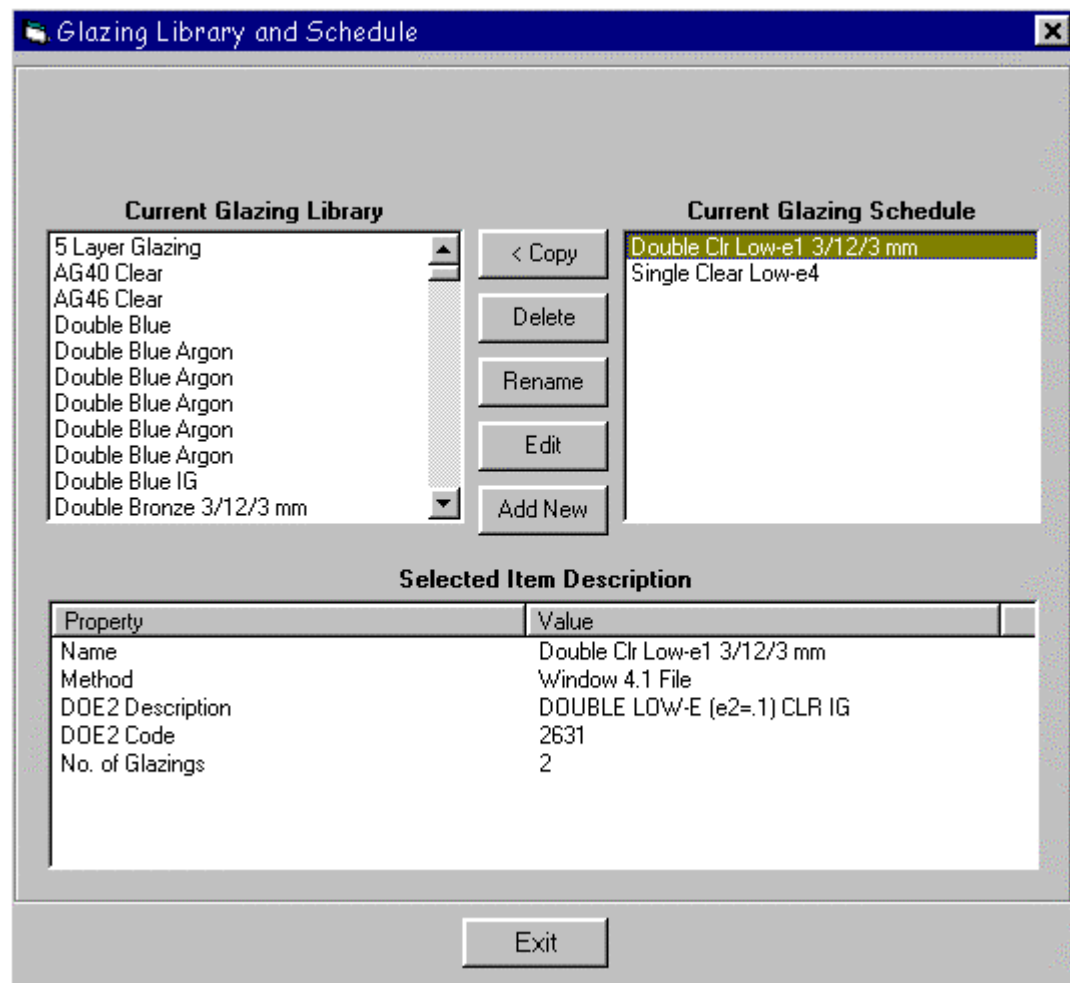 Glazing Library and Schedule
Current Glazing Library
5 Layer Glazing
AG40 Clear
AG46 Clear
Double Blue
Double Blue Argon
Double Blue Argon
Double Blue Argon
Double Blue Argon
Double Blue Argon
Double Blue IG
Double Bronze 3/12/3 mm
< Copy
Delete
Rename
Edit
Add New
Current Glazing Schedule
Double Clr Low-e1 3/12/3 mm
Single Clear Low-e4
Selected Item Description
Property Value
Name Double Clr Low-e1 3/12/3 mm
Method Window 4.1 File
DOE2 Description DOUBLE LOW-E (e2=.1) CLR IG
DOE2 Code 2631
No. of Glazings 2
Exit